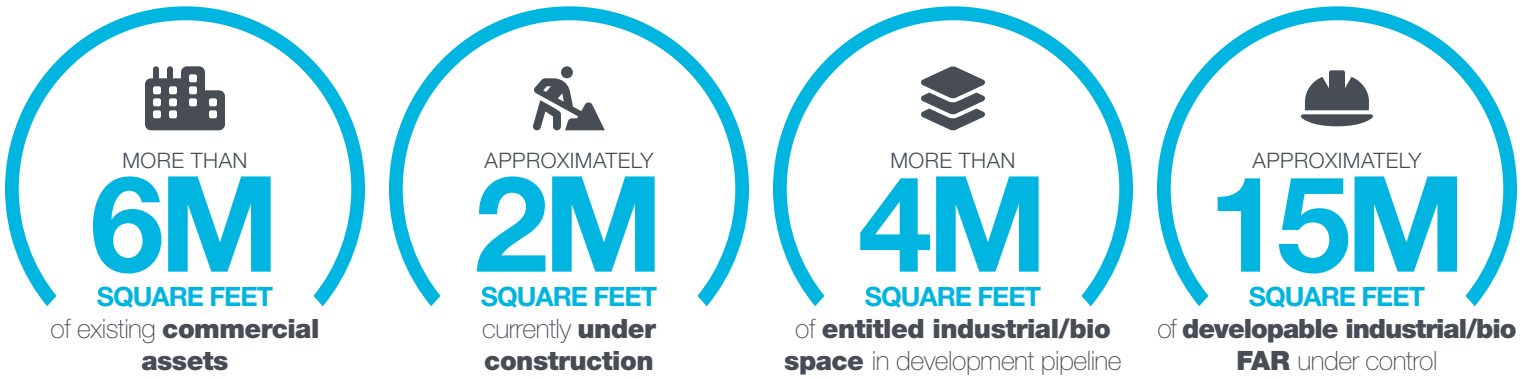 MORE THAN
6M
SQUARE FEET
of existing commercial
assets
APPROXIMATELY
2M
SQUARE FEET
currently under
construction
MORE THAN
4M
SQUARE FEET
of entitled industrial/bio
space in development pipeline
APPROXIMATELY
15M
SQUARE FEET
of developable industrial/bio
FAR under control